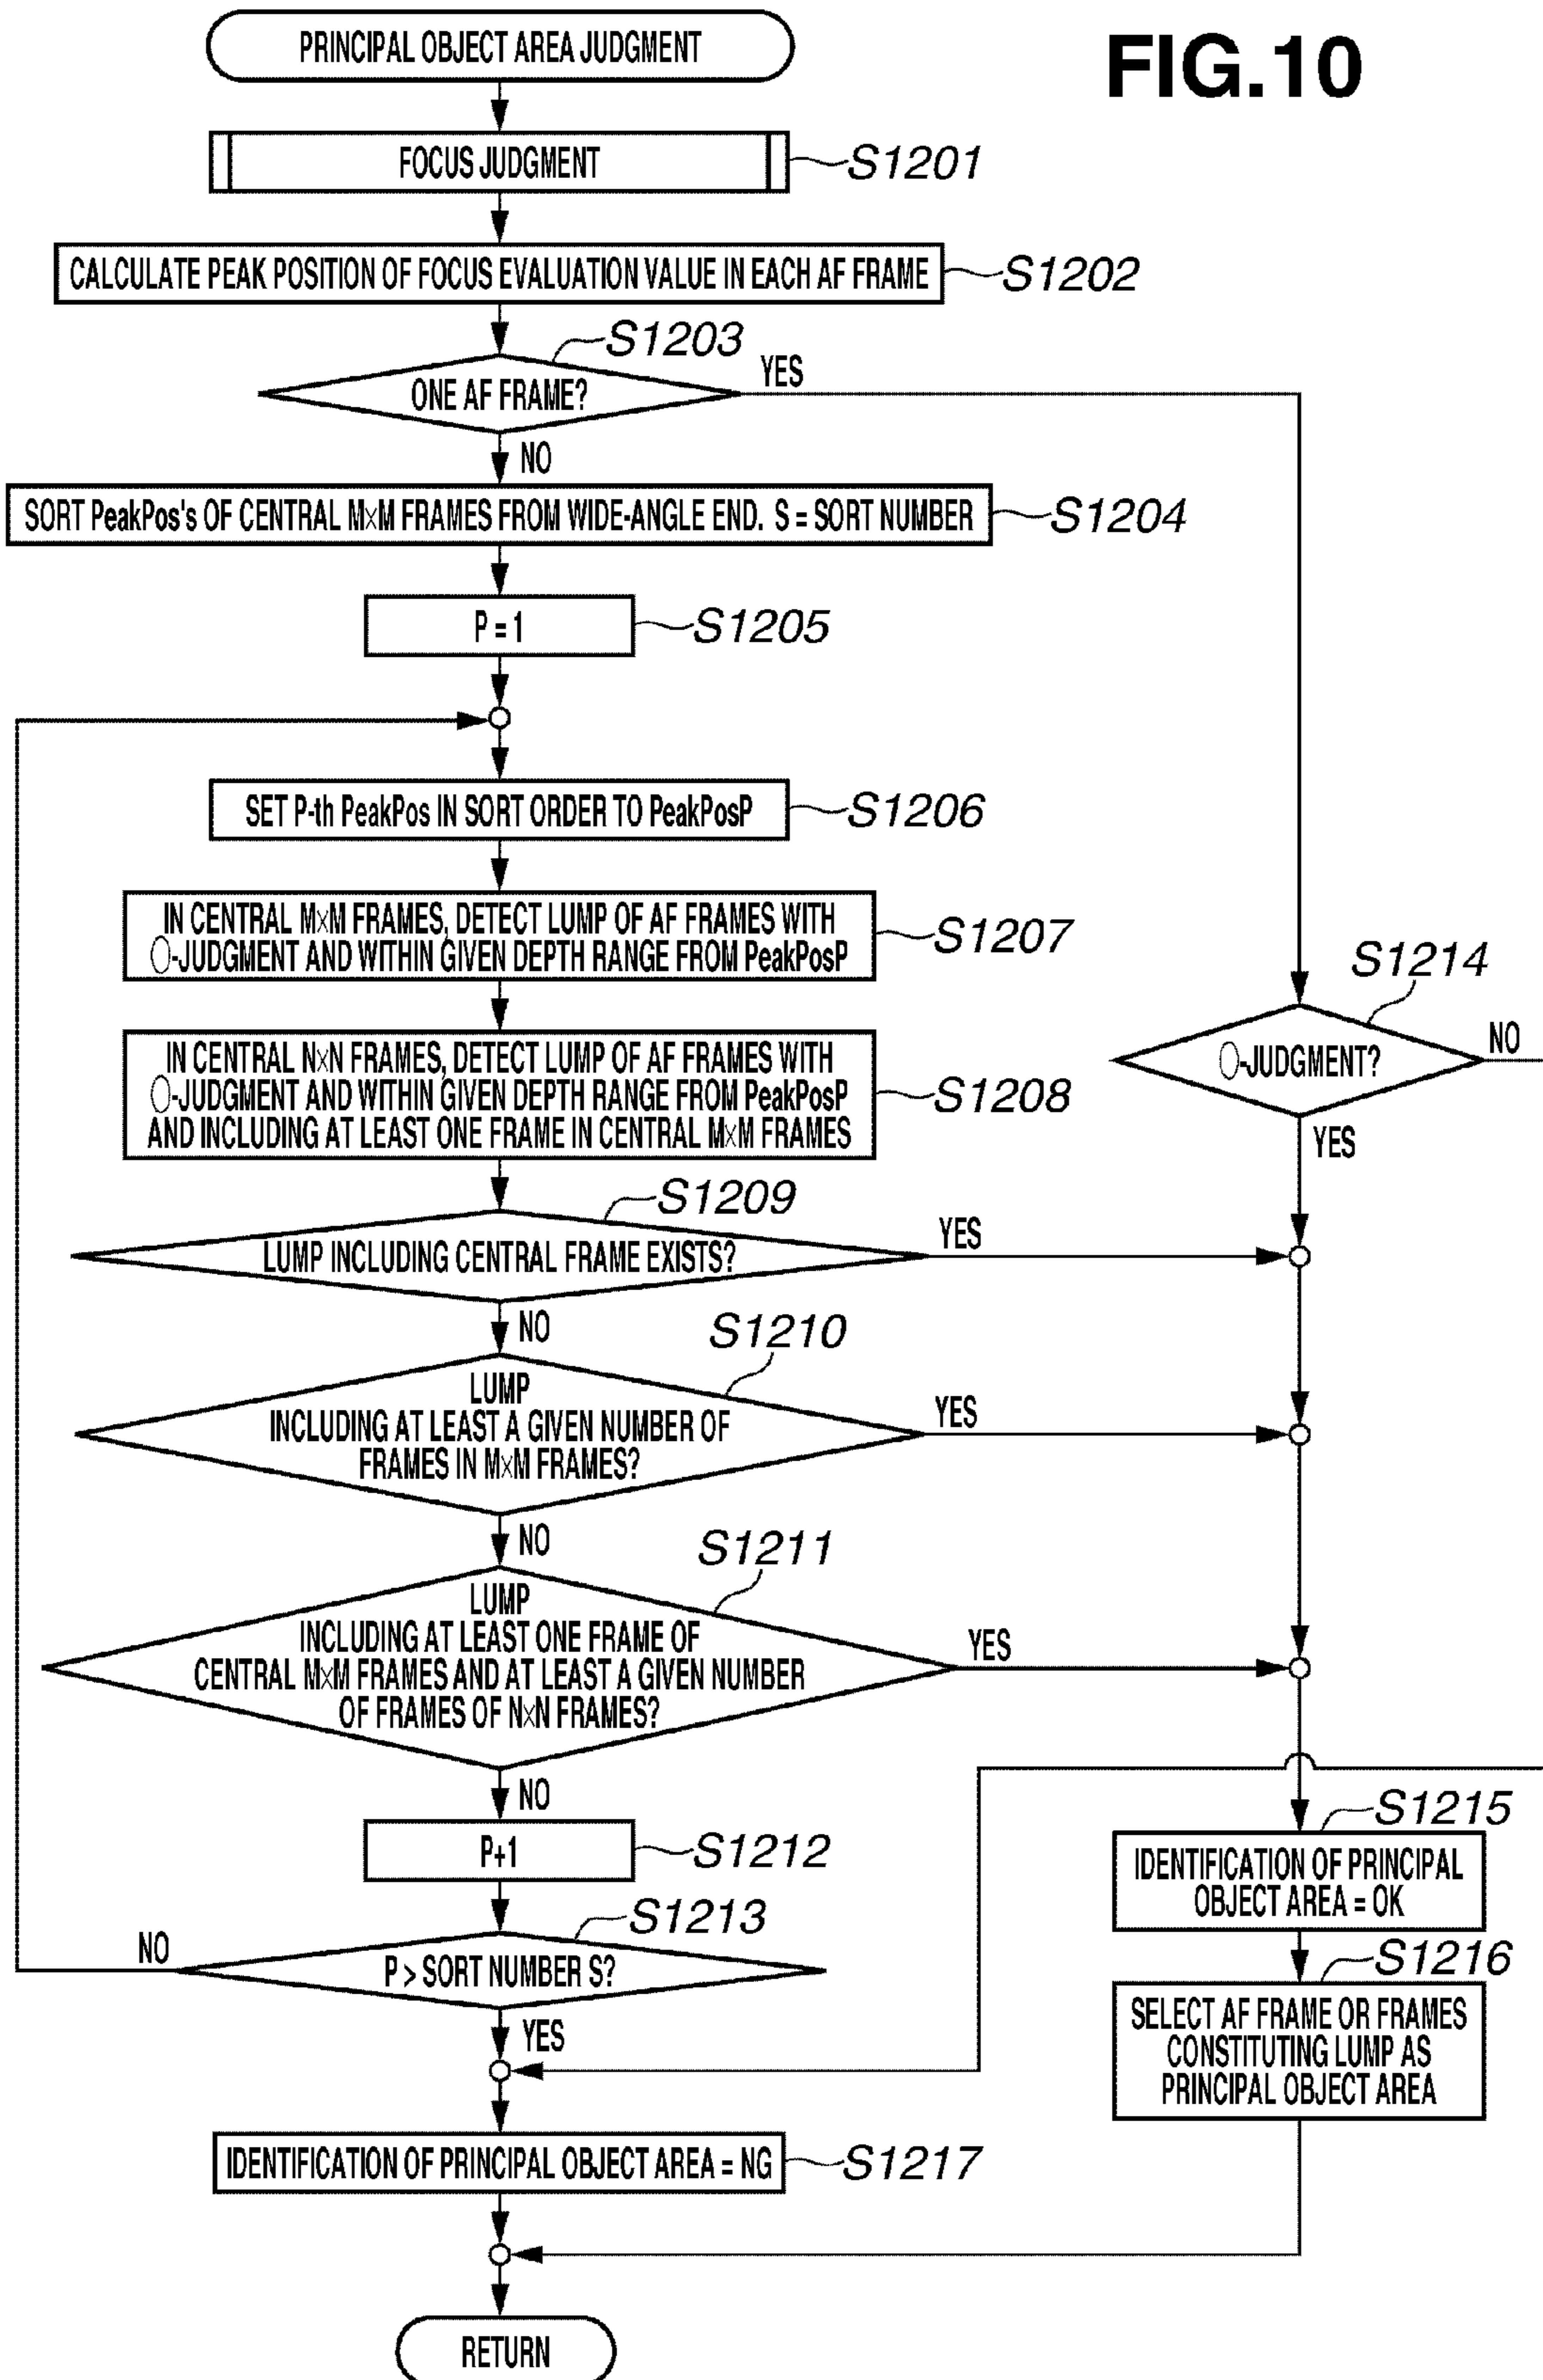 FIG.10
PRINCIPAL OBJECT AREA JUDGMENT
FOCUS JUDGMENT
S1201
CALCULATE PEAK POSITION OF FOCUS EVALUATION VALUE IN EACH AF FRAME
S1202
S1203
ONE AF FRAME?
YES
NO
SORT PeakPos's OF CENTRAL M×M FRAMES FROM WIDE-ANGLE END. S = SORT NUMBER
S1204
P = 1
S1205
SET P-th PeakPos IN SORT ORDER TO PeakPosP
S1206
IN CENTRAL M×M FRAMES, DETECT LUMP OF AF FRAMES WITH
○-JUDGMENT AND WITHIN GIVEN DEPTH RANGE FROM PeakPosP
S1207
S1214
○-JUDGMENT?
NO
YES
IN CENTRAL N×N FRAMES, DETECT LUMP OF AF FRAMES WITH
○-JUDGMENT AND WITHIN GIVEN DEPTH RANGE FROM PeakPosP
AND INCLUDING AT LEAST ONE FRAME IN CENTRAL M×M FRAMES
S1208
S1209
LUMP INCLUDING CENTRAL FRAME EXISTS?
YES
NO
S1210
LUMP
INCLUDING AT LEAST A GIVEN NUMBER OF
FRAMES IN M×M FRAMES?
YES
NO
S1211
LUMP
INCLUDING AT LEAST ONE FRAME OF
CENTRAL M×M FRAMES AND AT LEAST A GIVEN NUMBER
OF FRAMES OF N×N FRAMES?
YES
NO
P+1
S1212
S1213
P > SORT NUMBER S?
NO
YES
S1215
IDENTIFICATION OF PRINCIPAL
OBJECT AREA = OK
S1216
SELECT AF FRAME OR FRAMES
CONSTITUTING LUMP AS
PRINCIPAL OBJECT AREA
IDENTIFICATION OF PRINCIPAL OBJECT AREA = NG
S1217
RETURN